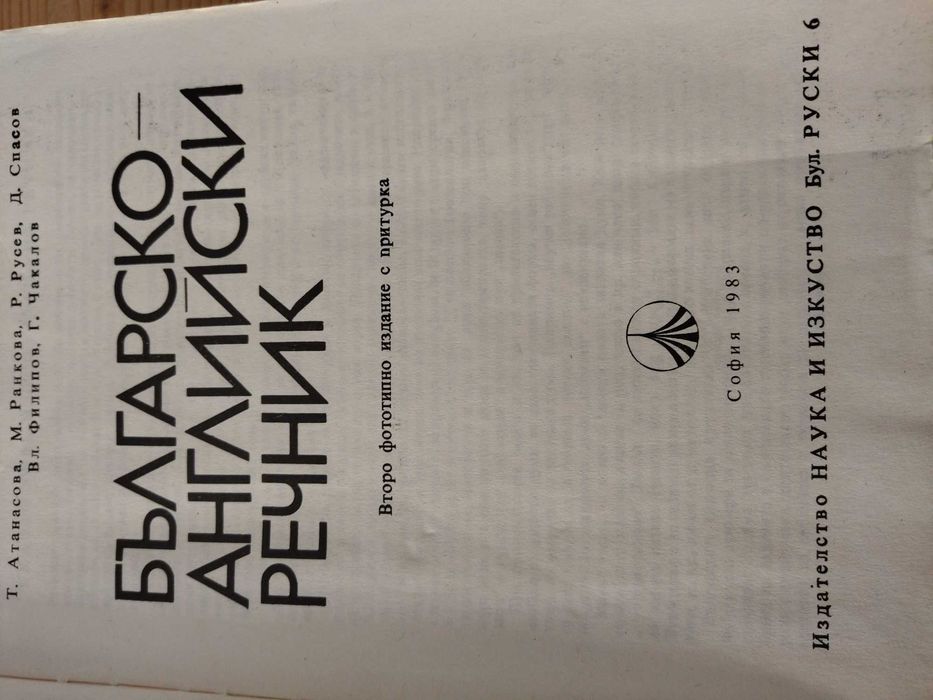 Т. Атанасова, М. Ранкова, Р. Русев, Д. Спасов
Вл. Филипов, Г. Чакалов
БЪЛГАРСКО—
АНГЛИЙСКИ
РЕЧНИК
Второ фототипно издание с притурка
София 1983
Издателство НАУКА И ИЗКУСТВО Бул. РУСКИ 6